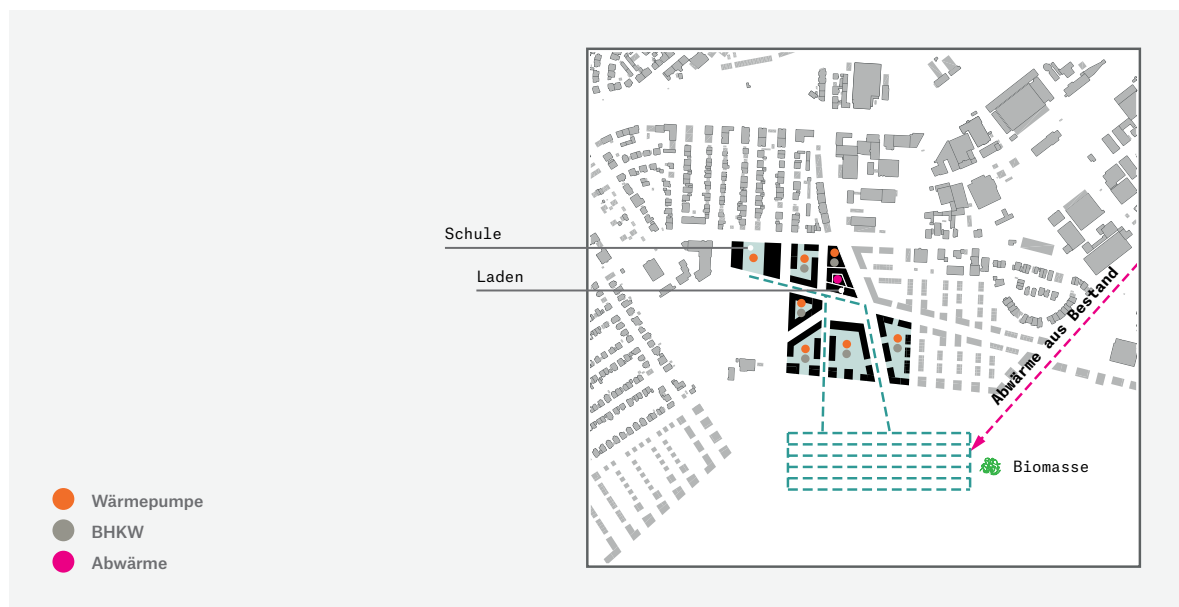 Schule
Laden
Abwärme aus Bestand
Biomasse
Wärmepumpe
BHKW
Abwärme